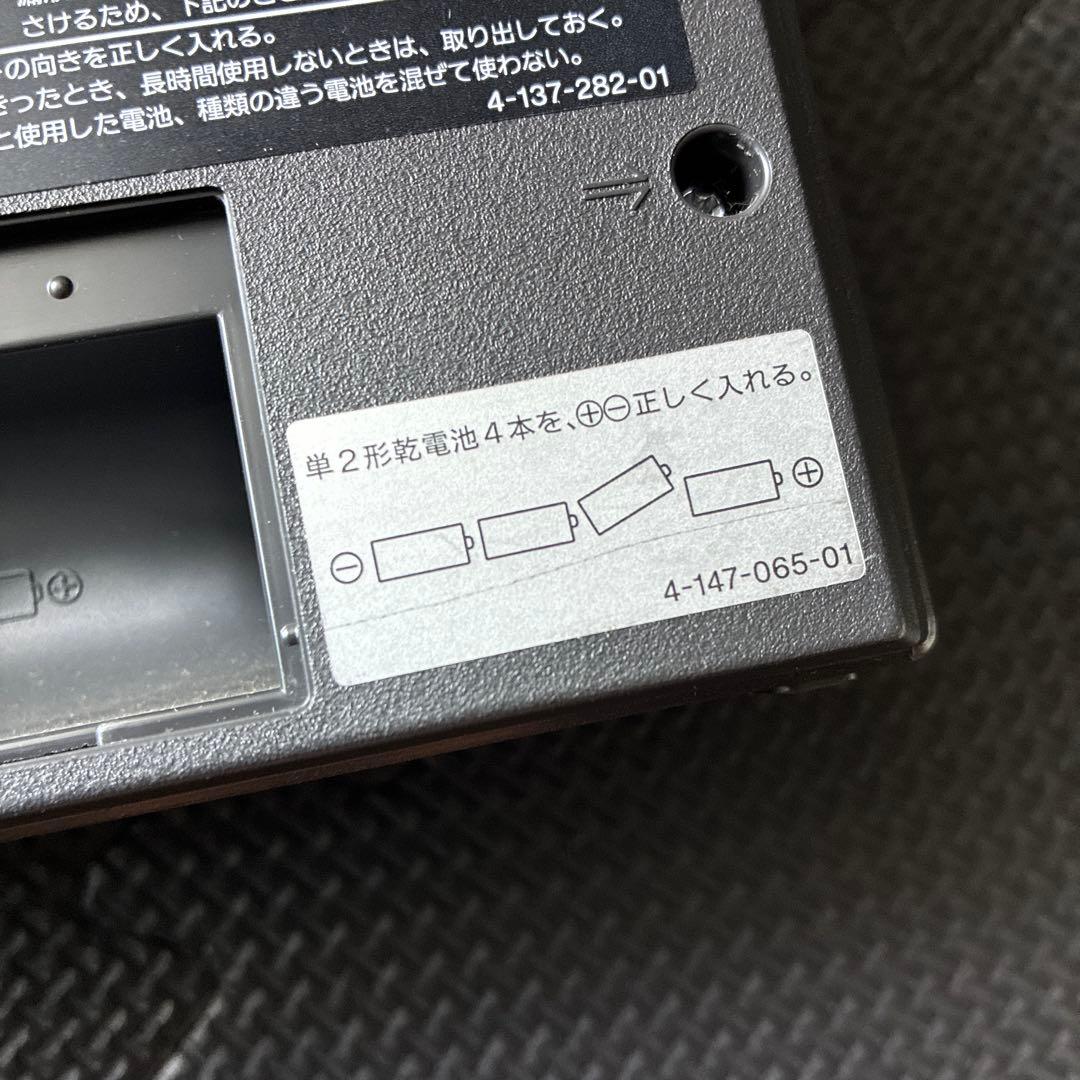 さけるため、下記のこと
の向きを正しく入れる。
きったとき、長時間使用しないときは、取り出しておく。
と使用した電池、種類の違う電池を混ぜて使わない。
4-137-282-01
単2形乾電池4本を、⊕⊖正しく入れる。
⊖ ⊕
4-147-065-01
⊕